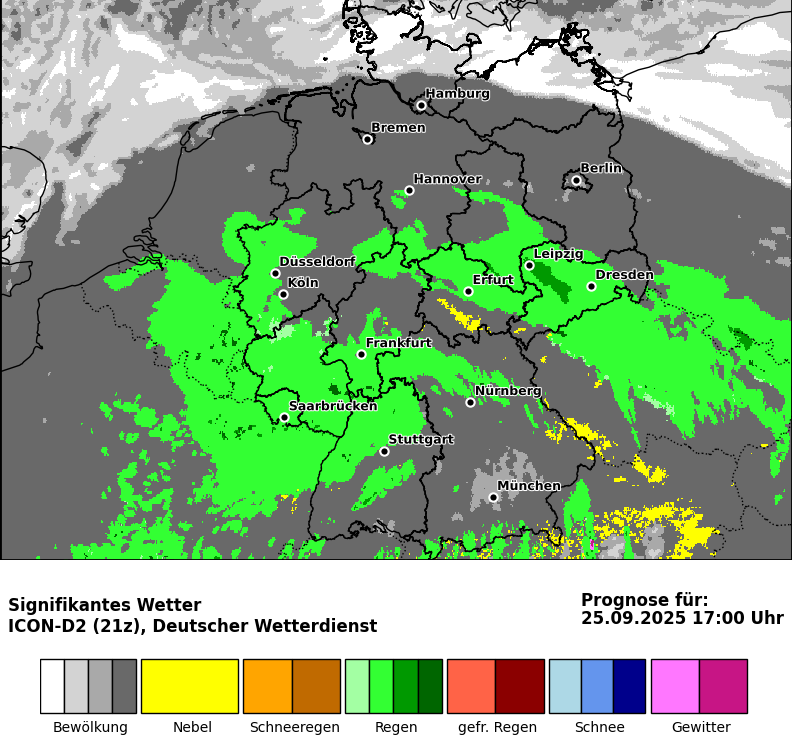 Hamburg
Bremen
Berlin
Hannover
Leipzig
Düsseldorf
Dresden
Köln
Erfurt
Frankfurt
Nürnberg
Saarbrücken
Stuttgart
München
Signifikantes Wetter
ICON-D2 (21z), Deutscher Wetterdienst
Prognose für:
25.09.2025 17:00 Uhr
Bewölkung Nebel Schneeregen Regen gefr. Regen Schnee Gewitter